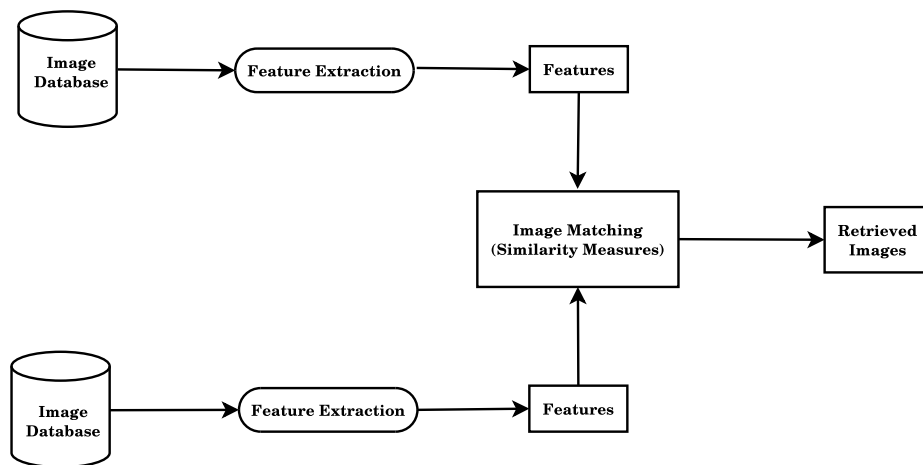 Image
Database
Feature Extraction
Features
Image Matching
(Similarity Measures)
Retrieved
Images
Image
Database
Feature Extraction
Features